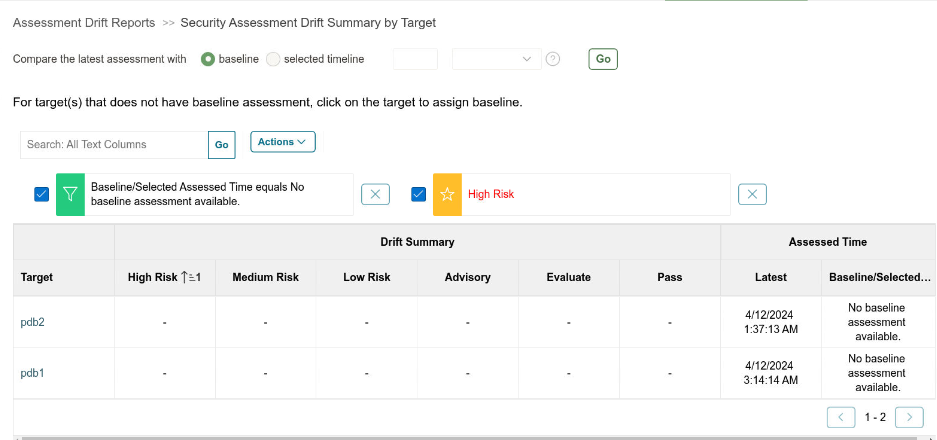 Assessment Drift Reports >> Security Assessment Drift Summary by Target
Compare the latest assessment with baseline selected timeline ? Go
For target(s) that does not have baseline assessment, click on the target to assign baseline.
Search: All Text Columns Go Actions
Baseline/Selected Assessed Time equals No
baseline assessment available.
High Risk
Drift Summary Assessed Time
Target High Risk 1 Medium Risk Low Risk Advisory Evaluate Pass Latest Baseline/Selected...
pdb2 - - - - - - 4/12/2024
1:37:13 AM
No baseline
assessment
available.
pdb1 - - - - - - 4/12/2024
3:14:14 AM
No baseline
assessment
available.
1 - 2